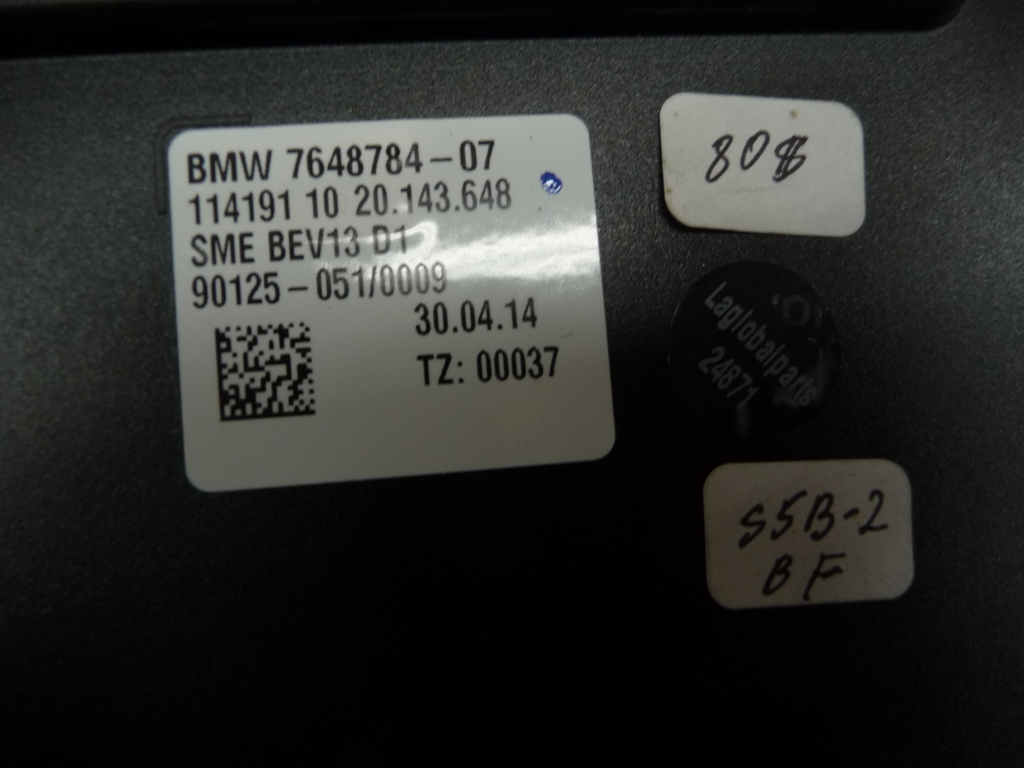 BMW 7648784-07
114191 10 20.143.648
SME BEV13 D1
90125-051/0009
30.04.14
TZ: 00037
80$
Laglobalparts
24871
S5B-2
BF